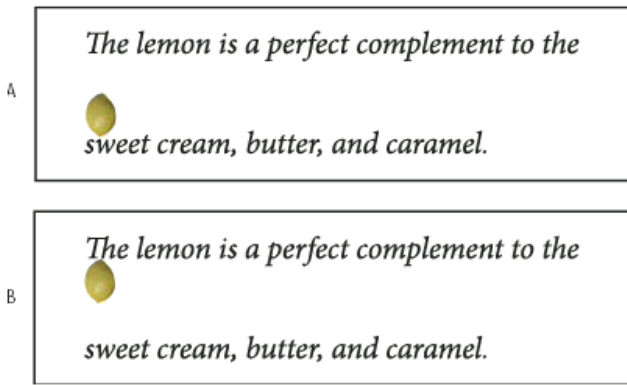 A
The lemon is a perfect complement to the
sweet cream, butter, and caramel.
B
The lemon is a perfect complement to the
sweet cream, butter, and caramel.